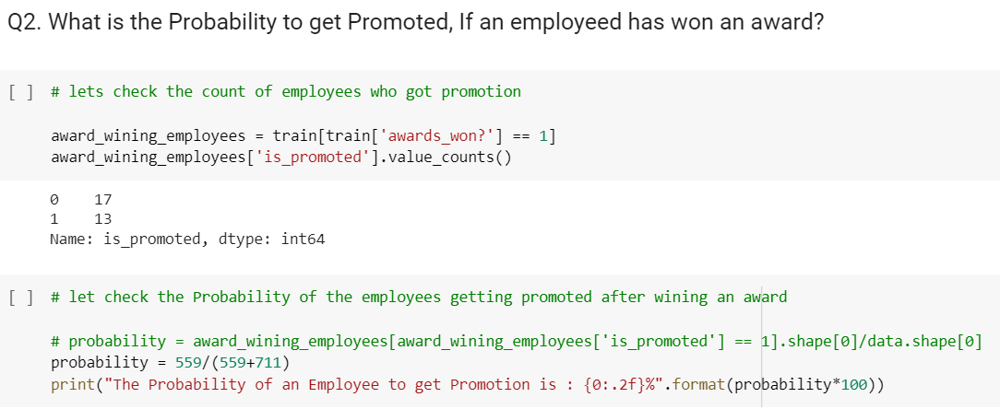 Q2. What is the Probability to get Promoted, If an employeed has won an award?
[ ] # lets check the count of employees who got promotion
award_wining_employees = train[train['awards_won?'] == 1]
award_wining_employees['is_promoted'].value_counts()
0    17
1    13
Name: is_promoted, dtype: int64
[ ] # let check the Probability of the employees getting promoted after wining an award
# probability = award_wining_employees[award_wining_employees['is_promoted'] == 1].shape[0]/data.shape[0]
probability = 559/(559+711)
print("The Probability of an Employee to get Promotion is : {0:.2f}%".format(probability*100))